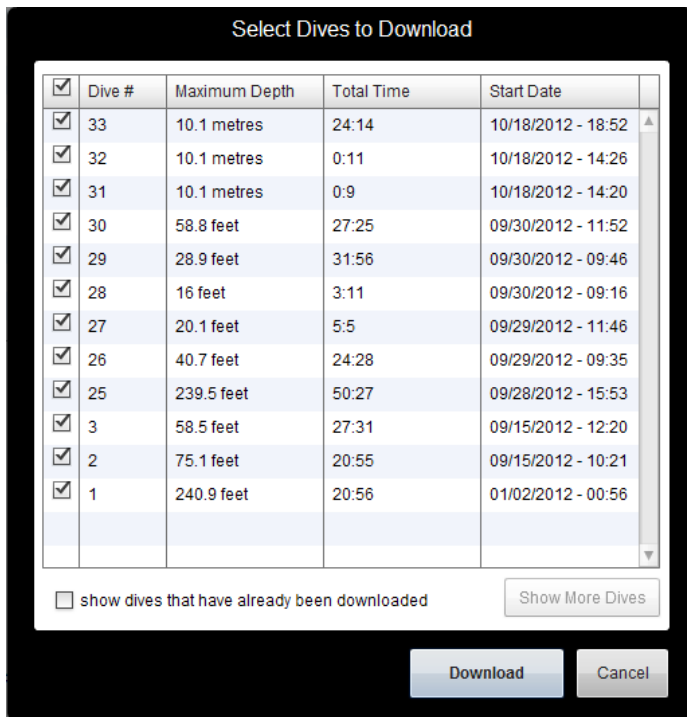 Select Dives to Download
Dive # Maximum Depth Total Time Start Date
33 10.1 metres 24:14 10/18/2012 - 18:52
32 10.1 metres 0:11 10/18/2012 - 14:26
31 10.1 metres 0:9 10/18/2012 - 14:20
30 58.8 feet 27:25 09/30/2012 - 11:52
29 28.9 feet 31:56 09/30/2012 - 09:46
28 16 feet 3:11 09/30/2012 - 09:16
27 20.1 feet 5:5 09/29/2012 - 11:46
26 40.7 feet 24:28 09/29/2012 - 09:35
25 239.5 feet 50:27 09/28/2012 - 15:53
3 58.5 feet 27:31 09/15/2012 - 12:20
2 75.1 feet 20:55 09/15/2012 - 10:21
1 240.9 feet 20:56 01/02/2012 - 00:56
show dives that have already been downloaded Show More Dives
Download Cancel